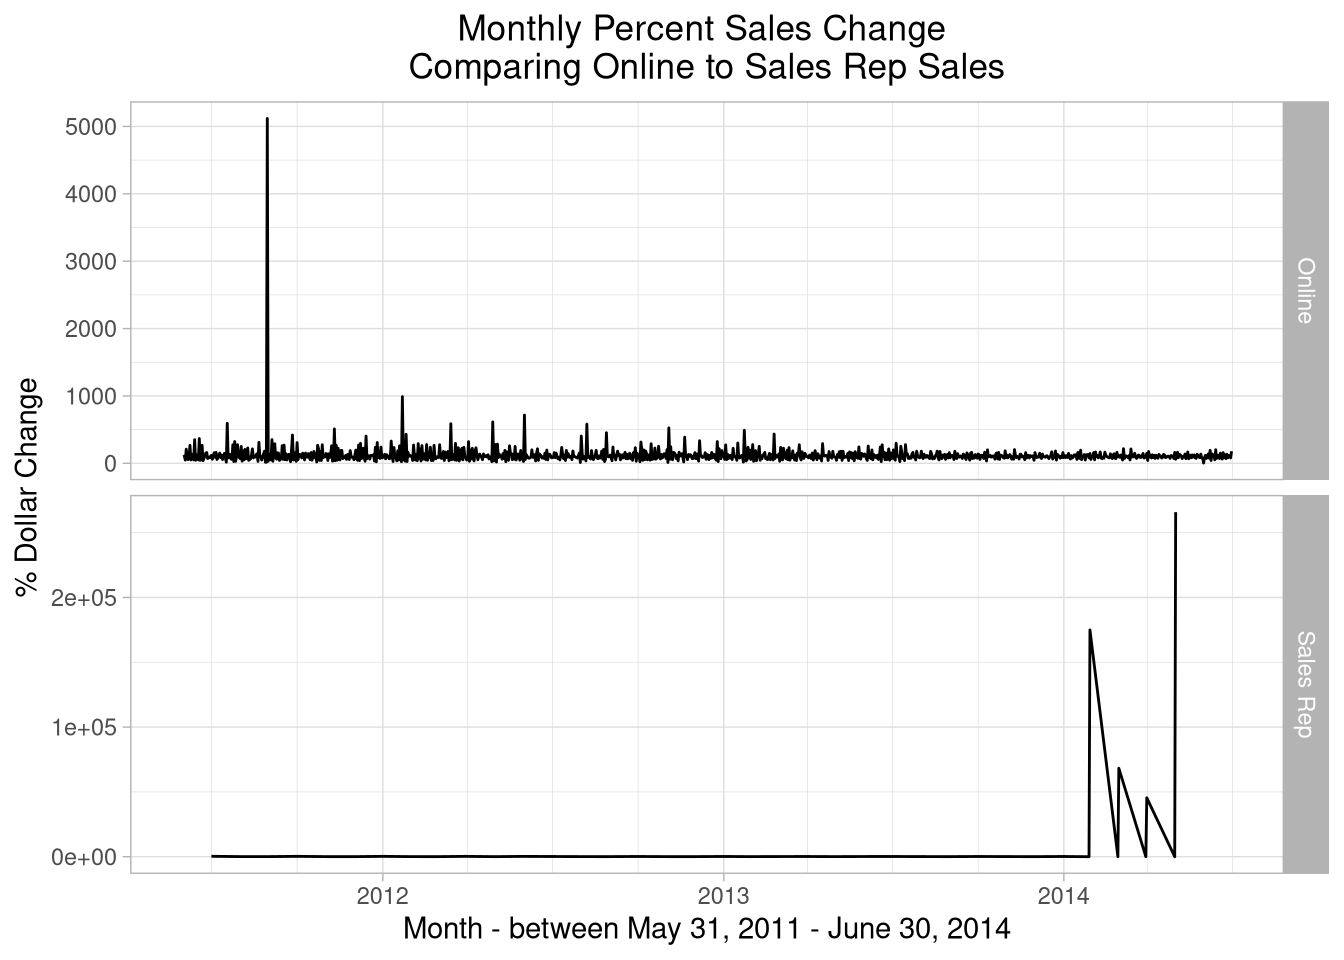 Monthly Percent Sales Change
Comparing Online to Sales Rep Sales
% Dollar Change
5000
4000
3000
2000
1000
0
Online
2e+05
1e+05
0e+00
Sales Rep
2012
2013
2014
Month - between May 31, 2011 - June 30, 2014